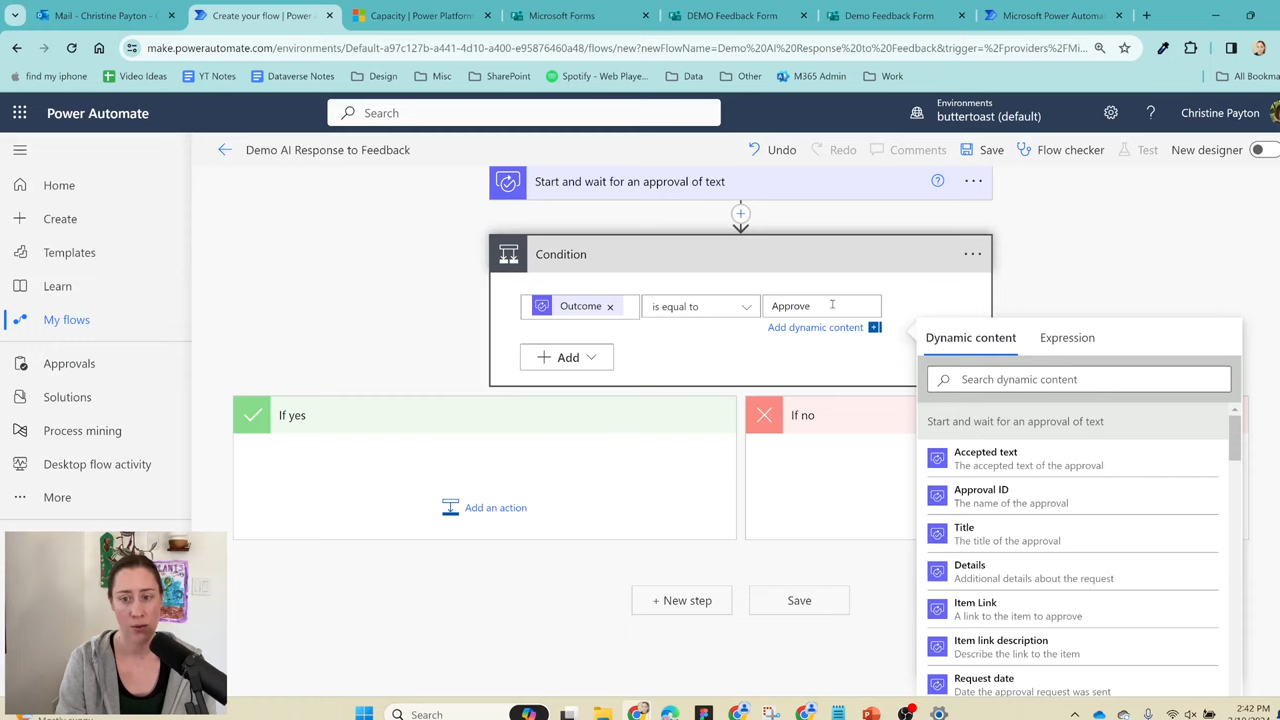 Mail - Christine Payton -
Create your flow | Power A
Capacity | Power Platform
Microsoft Forms
DEMO Feedback Form
Demo Feedback Form
Microsoft Power Automat
make.powerautomate.com/environments/Default-a97c127b-a441-4d10-a400-e95876460a48/flows/new?newFlowName=Demo%20AI%20Response%20to%20Feedback&trigger=%2Fproviders%2FMi...
find my iphone
Video Ideas
YT Notes
Dataverse Notes
Design
Misc
SharePoint
Spotify - Web Playe...
Data
Other
M365 Admin
Work
All Bookma
Power Automate
Search
Environments
buttertoast (default)
Christine Payton
Demo AI Response to Feedback
Undo
Redo
Comments
Save
Flow checker
Test
New designer
Home
Create
Templates
Learn
My flows
Approvals
Solutions
Process mining
Desktop flow activity
More
Start and wait for an approval of text
Condition
Outcome
is equal to
Approve
Add dynamic content
Add
If yes
Add an action
If no
+ New step
Save
Dynamic content
Expression
Search dynamic content
Start and wait for an approval of text
Accepted text
The accepted text of the approval
Approval ID
The name of the approval
Title
The title of the approval
Details
Additional details about the request
Item Link
A link to the item to approve
Item link description
Describe the link to the item
Request date
Date the approval request was sent
Search
2:42 PM